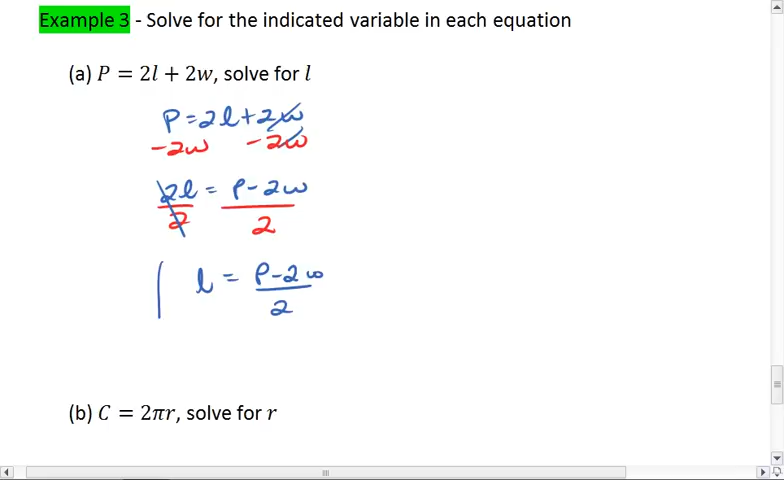 Example 3 - Solve for the indicated variable in each equation
(a) P = 2l + 2w, solve for l
P = 2l + 2w
-2w -2w
2l = P - 2w
2 2
l = P - 2w
2
(b) C = 2πr, solve for r